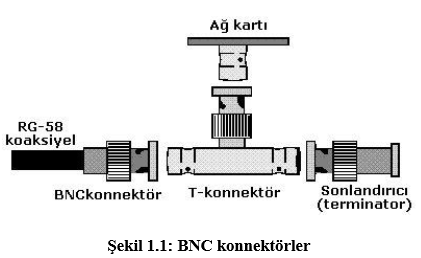 Ağ kartı
RG-58
koaksiyel
BNCkonnektör
T-konnektör
Sonlandırıcı
(terminator)
Şekil 1.1: BNC konnektörler